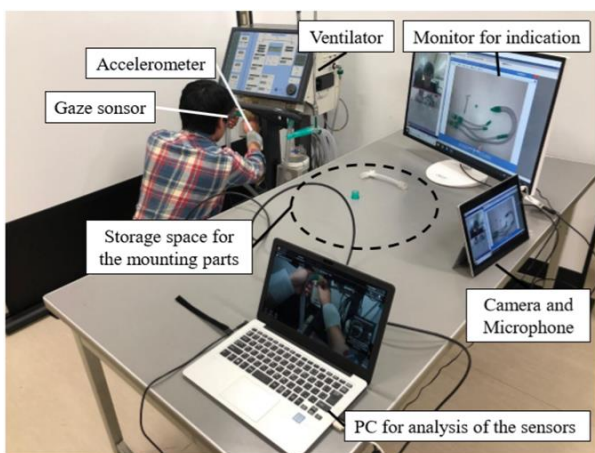 Ventilator
Monitor for indication
Accelerometer
Gaze sonsor
Storage space for
the mounting parts
Camera and
Microphone
PC for analysis of the sensors